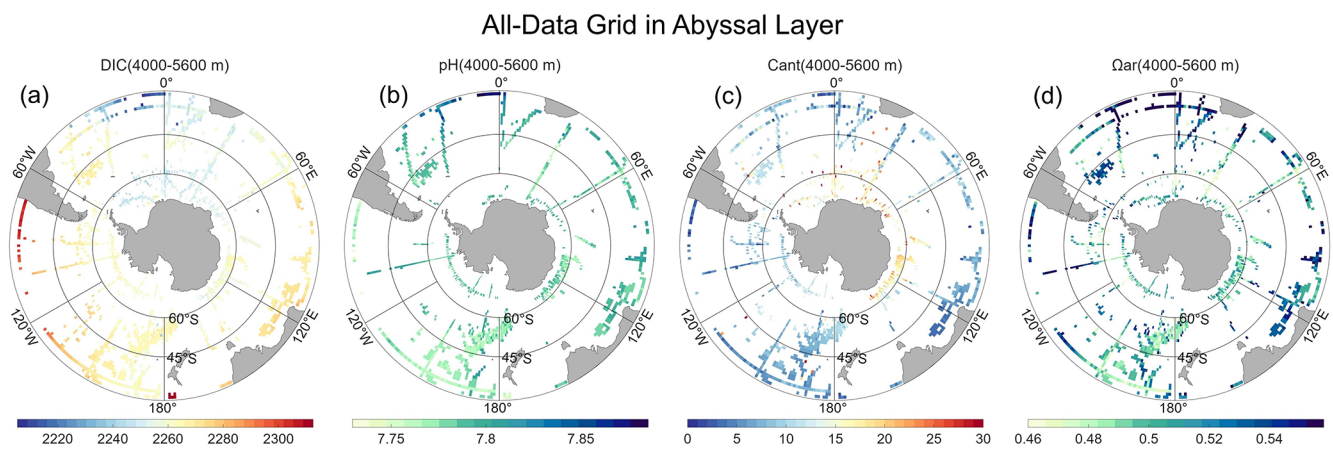 All-Data Grid in Abyssal Layer
DIC(4000-5600 m)
pH(4000-5600 m)
Cant(4000-5600 m)
Ωar(4000-5600 m)
(a)
0°
(b)
0°
(c)
0°
(d)
0°
60°W
60°E
60°W
60°E
60°W
60°E
60°W
60°E
120°W
60°S
120°E
120°W
60°S
120°E
120°W
60°S
120°E
120°W
60°S
120°E
45°S
45°S
45°S
45°S
180°
180°
180°
180°
2220 2240 2260 2280 2300
7.75 7.8 7.85
0 5 10 15 20 25 30
0.46 0.48 0.5 0.52 0.54